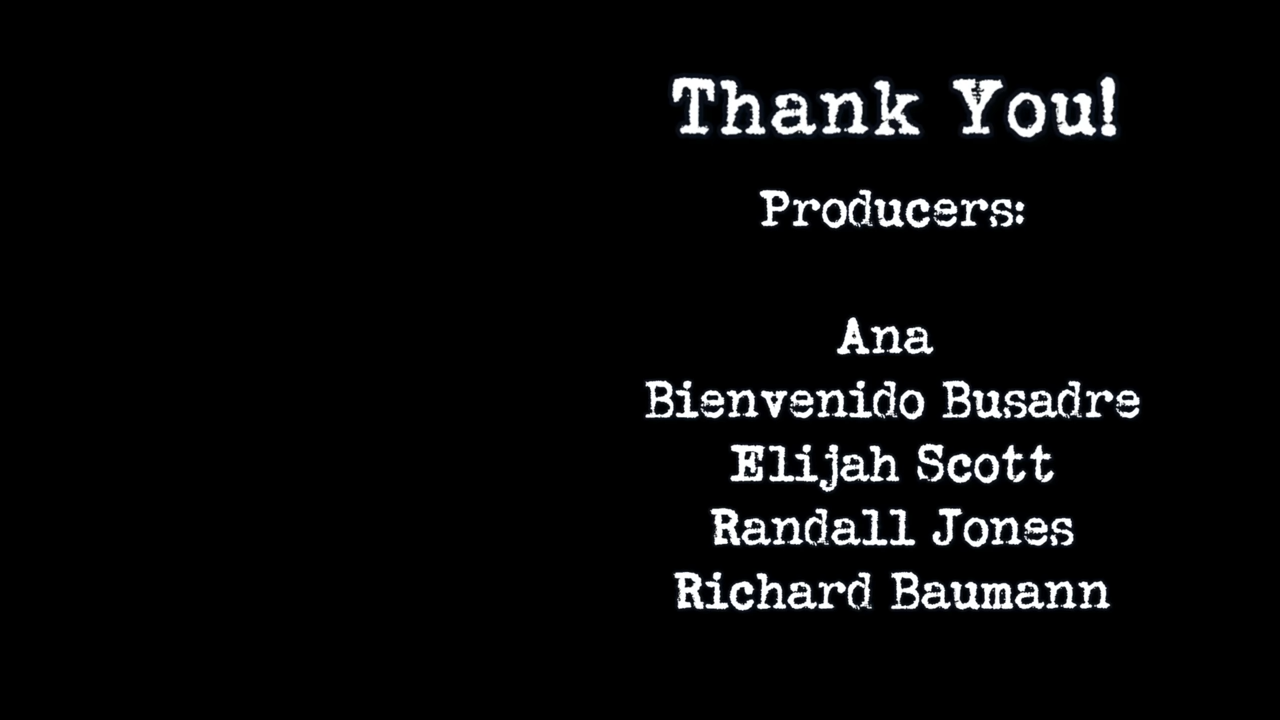 Thank You!
Producers:
Ana
Bienvenido Busadre
Elijah Scott
Randall Jones
Richard Baumann